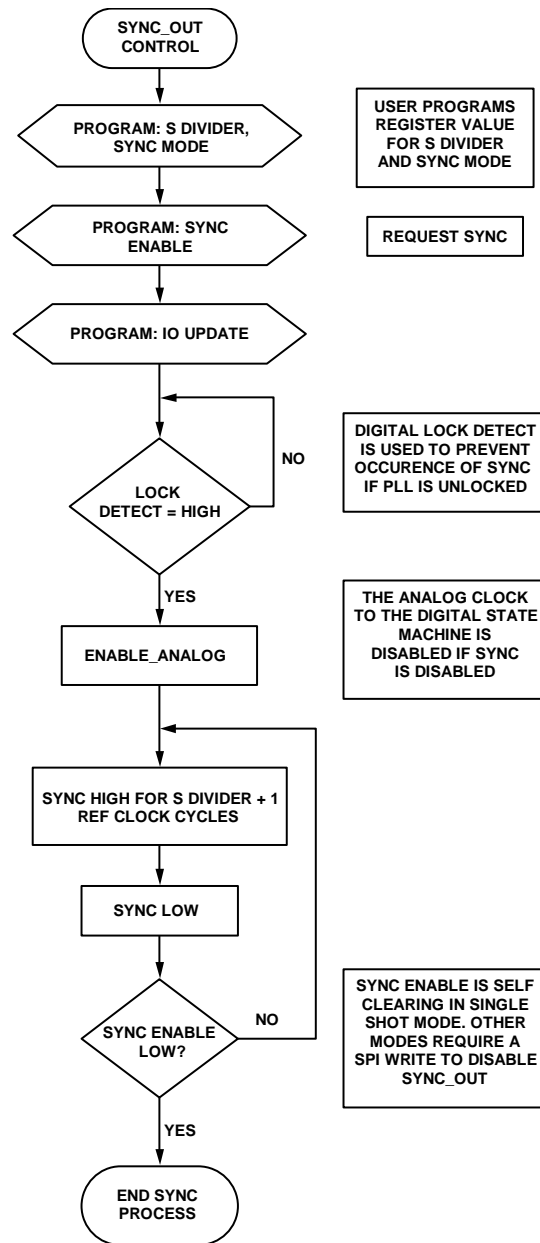 SYNC_OUT
CONTROL
PROGRAM: S DIVIDER,
SYNC MODE
USER PROGRAMS
REGISTER VALUE
FOR S DIVIDER
AND SYNC MODE
PROGRAM: SYNC
ENABLE
REQUEST SYNC
PROGRAM: IO UPDATE
LOCK
DETECT = HIGH
NO
DIGITAL LOCK DETECT
IS USED TO PREVENT
OCCURENCE OF SYNC
IF PLL IS UNLOCKED
YES
ENABLE_ANALOG
THE ANALOG CLOCK
TO THE DIGITAL STATE
MACHINE IS
DISABLED IF SYNC
IS DISABLED
SYNC HIGH FOR S DIVIDER + 1
REF CLOCK CYCLES
SYNC LOW
SYNC ENABLE
LOW?
NO
SYNC ENABLE IS SELF
CLEARING IN SINGLE
SHOT MODE. OTHER
MODES REQUIRE A
SPI WRITE TO DISABLE
SYNC_OUT
YES
END SYNC
PROCESS